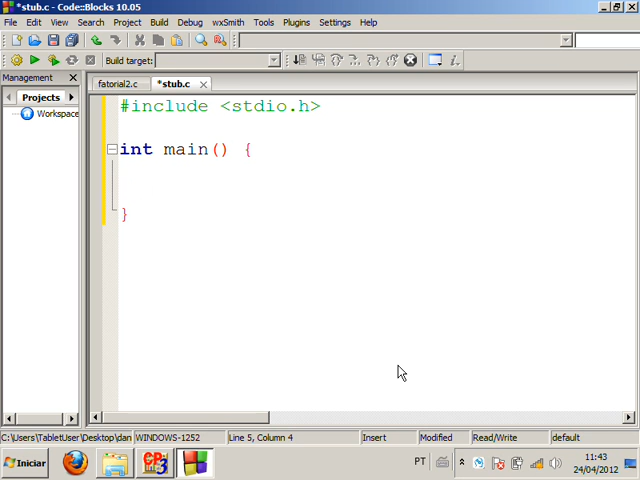 *stub.c - Code::Blocks 10.05
File Edit View Search Project Build Debug wxSmith Tools Plugins Settings Help
Build target:
Management
fatorial2.c *stub.c
Projects
Workspace
#include <stdio.h>
int main() {
}
C:\Users\TabletUser\Desktop\dan WINDOWS-1252 Line 5, Column 4 Insert Modified Read/Write default
Iniciar
PT
11:43
24/04/2012